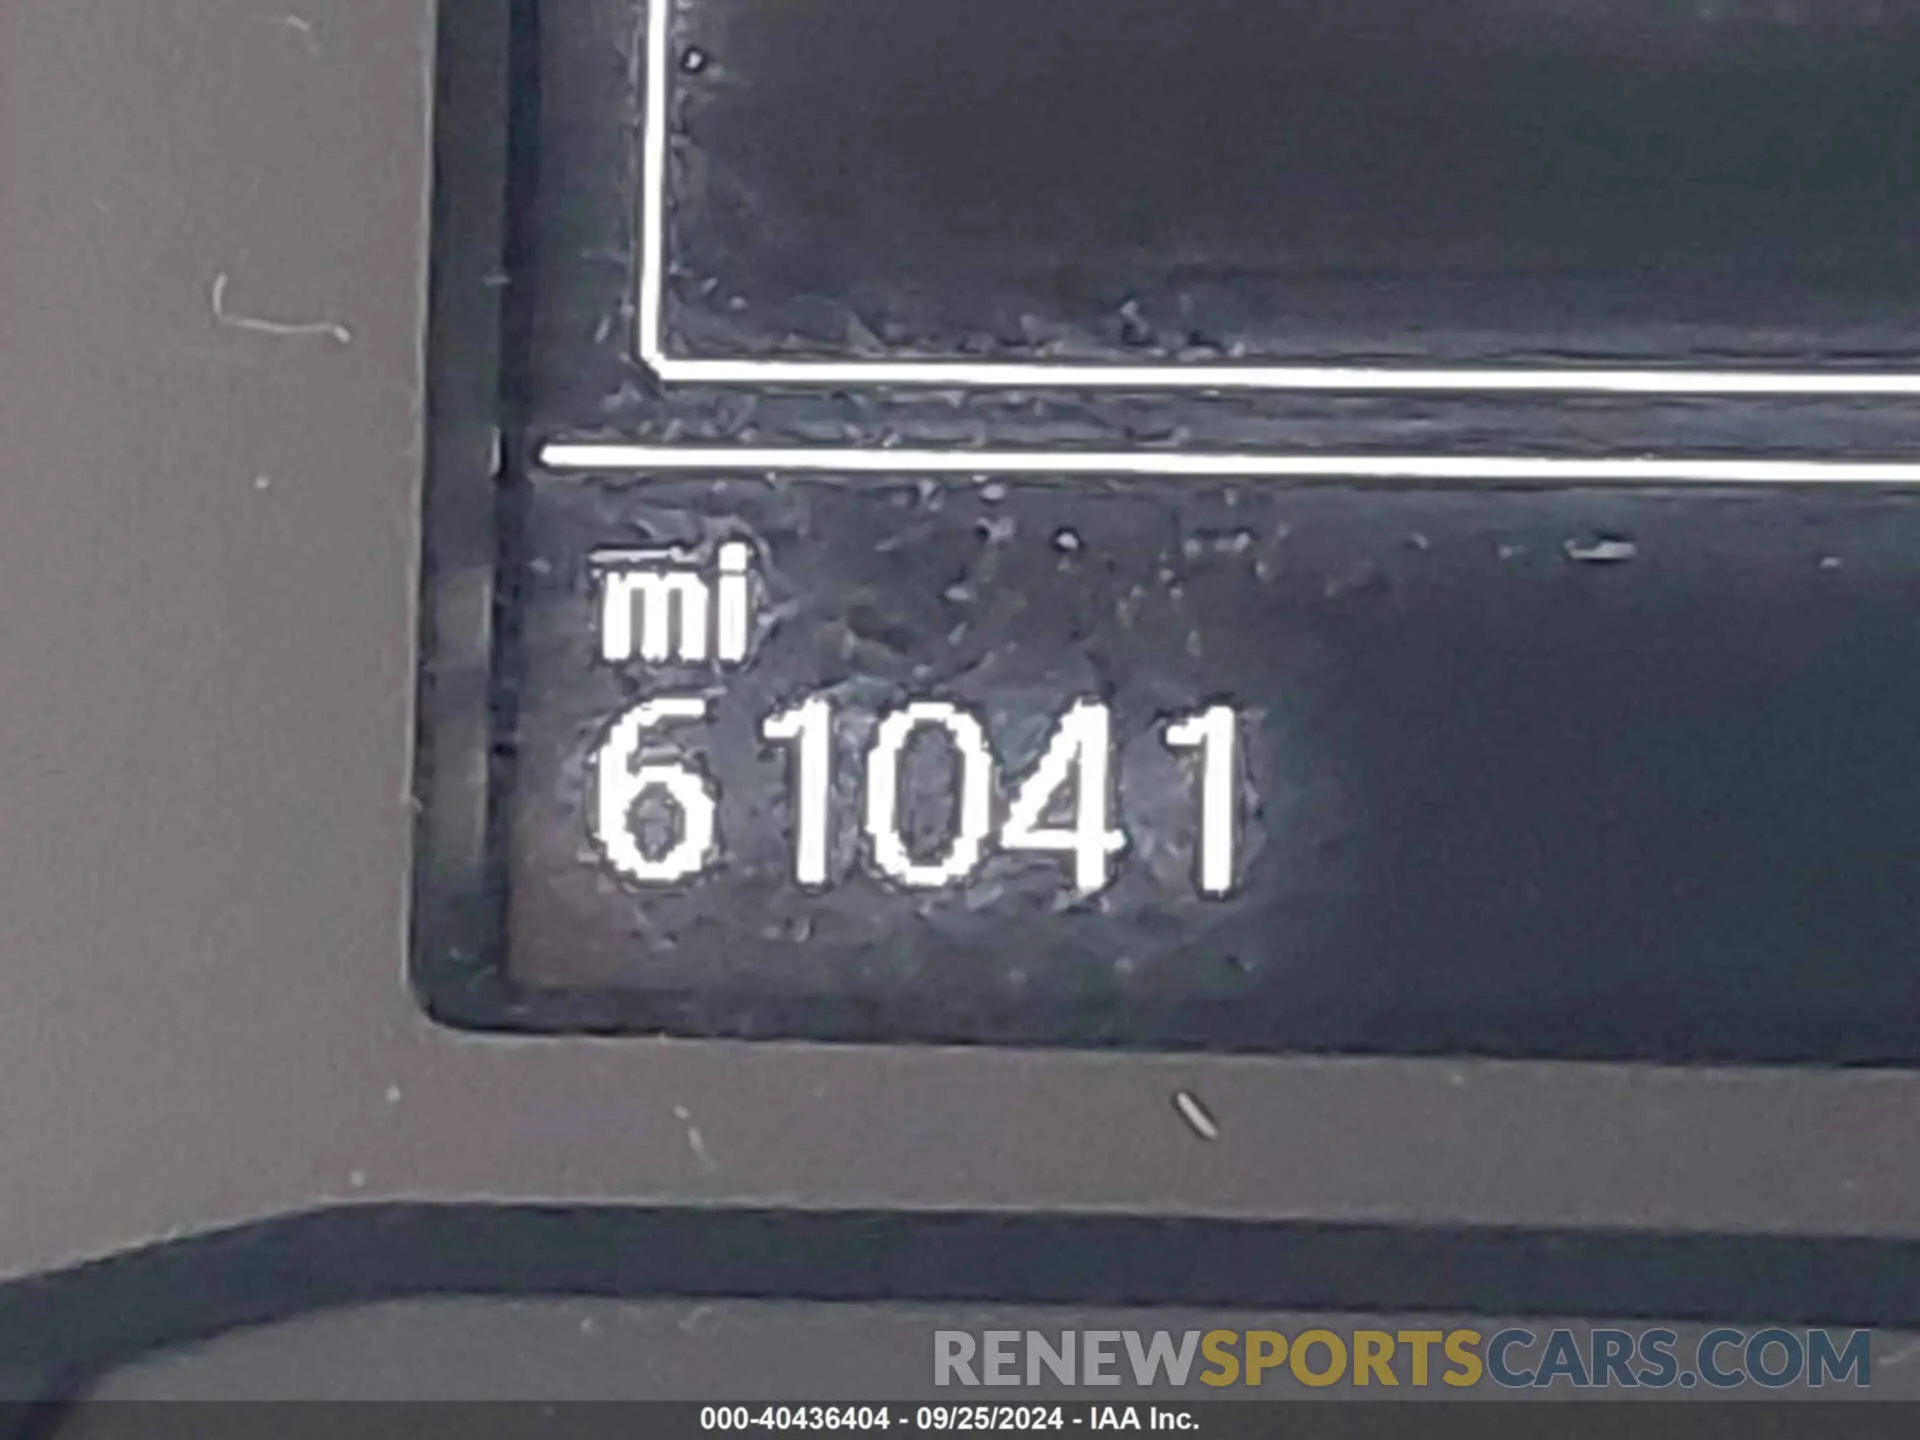 mi
61041
RENEWSPORTSCARS.COM
000-40436404 - 09/25/2024 - IAA Inc.